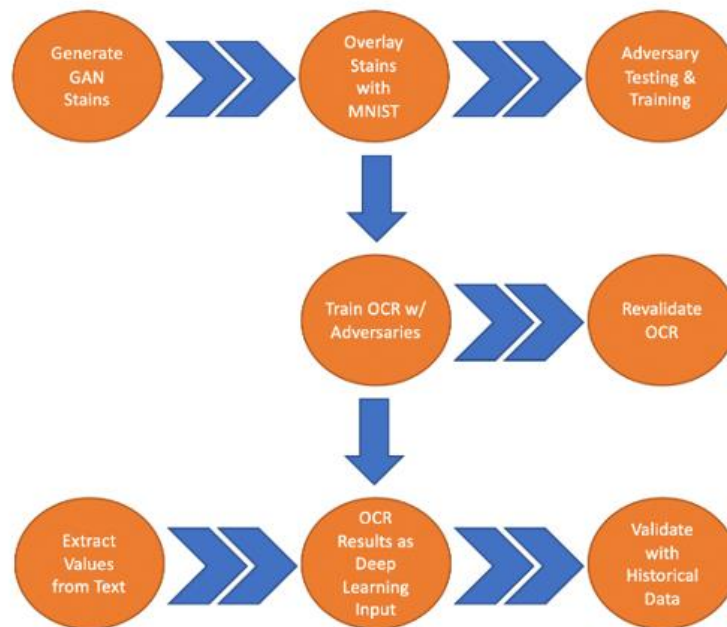 Generate
GAN
Stains
Overlay
Stains
with
MNIST
Adversary
Testing &
Training
Train OCR w/
Adversaries
Revalidate
OCR
Extract
Values
from Text
OCR
Results as
Deep
Learning
Input
Validate
with
Historical
Data